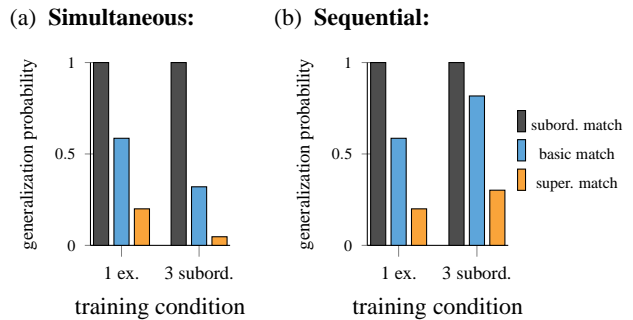 (a) Simultaneous:
generalization probability
1
0.5
0
1 ex. 3 subord.
training condition
(b) Sequential:
generalization probability
1
0.5
0
1 ex. 3 subord.
training condition
subord. match
basic match
super. match